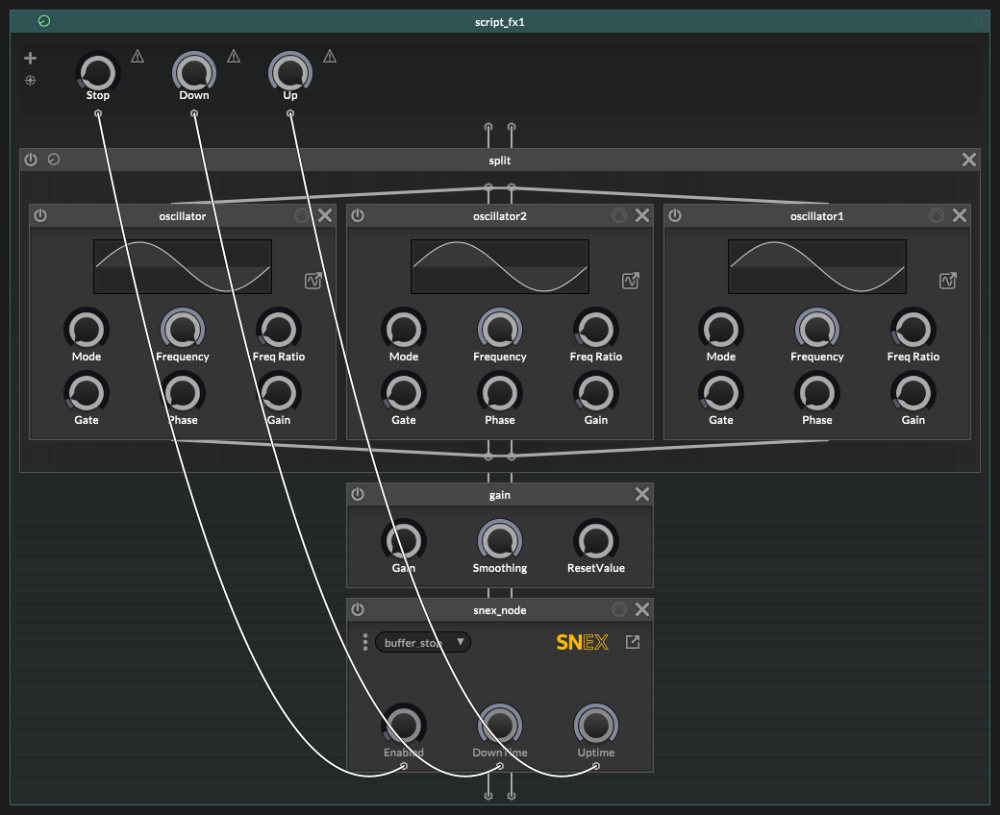 script_fx1
Stop Down Up
split
oscillator oscillator2 oscillator1
Mode Frequency Freq Ratio Mode Frequency Freq Ratio Mode Frequency Freq Ratio
Gate Phase Gain Gate Phase Gain Gate Phase Gain
gain
Gain Smoothing ResetValue
snex_node
buffer_stop SNEX
Enabled DownTime Uptime